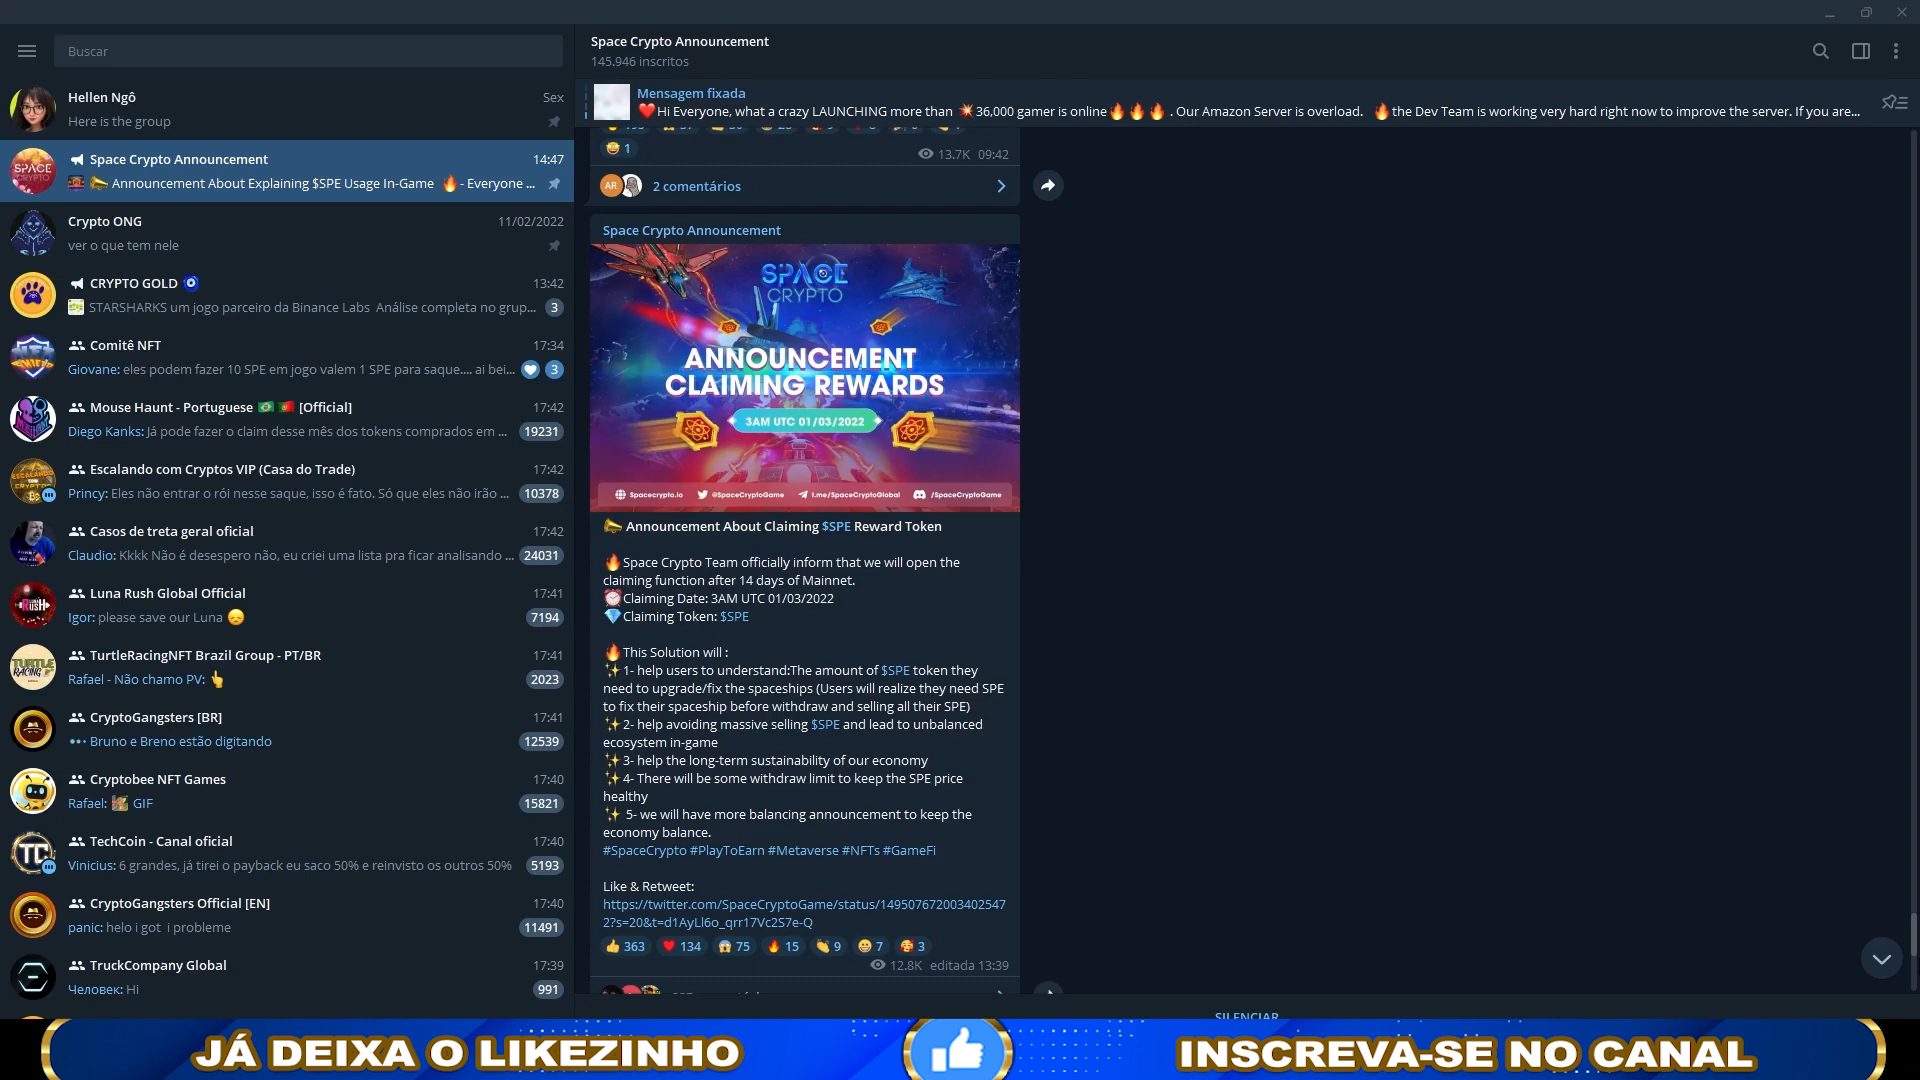 Buscar
Hellen Ngô
Sex
Here is the group
SPACE CRYPTO
Space Crypto Announcement
14:47
Announcement About Explaining $SPE Usage In-Game 🔥- Everyone ...
Crypto ONG
11/02/2022
ver o que tem nele
CRYPTO GOLD 🧿
13:42
STARSHARKS um jogo parceiro da Binance Labs Análise completa no grup...
3
Comitê NFT
17:34
Giovane: eles podem fazer 10 SPE em jogo valem 1 SPE para saque.... ai bei...
3
Mouse Haunt - Portuguese 🇧🇷 🇵🇹 [Official]
17:42
Diego Kanks: Já pode fazer o claim desse mês dos tokens comprados em ...
19231
Escalando com Cryptos VIP (Casa do Trade)
17:42
Princy: Eles não entrar o rói nesse saque, isso é fato. Só que eles não irão ...
10378
Casos de treta geral oficial
17:42
Claudio: Kkkk Não é desespero não, eu criei uma lista pra ficar analisando ...
24031
Luna Rush Global Official
17:41
Igor: please save our Luna 😞
7194
TurtleRacingNFT Brazil Group - PT/BR
17:41
Rafael - Não chamo PV: 👆
2023
CryptoGangsters [BR]
17:41
Bruno e Breno estão digitando
12539
Cryptobee NFT Games
17:40
Rafael: GIF
15821
TechCoin - Canal oficial
17:40
Vinicius: 6 grandes, já tirei o payback eu saco 50% e reinvisto os outros 50%
5193
CryptoGangsters Official [EN]
17:40
panic: helo i got i probleme
11491
TruckCompany Global
17:39
Человек: Hi
991
Space Crypto Announcement
145.946 inscritos
Mensagem fixada
❤️Hi Everyone, what a crazy LAUNCHING more than 💥36,000 gamer is online🔥🔥🔥 . Our Amazon Server is overload. 🔥the Dev Team is working very hard right now to improve the server. If you are...
🤩 1
13.7K 09:42
AR
2 comentários
Space Crypto Announcement
SPACE
CRYPTO
ANNOUNCEMENT
CLAIMING REWARDS
3AM UTC 01/03/2022
Spacecrypto.io
@SpaceCryptoGame
t.me/SpaceCryptoGlobal
/SpaceCryptoGame
📣 Announcement About Claiming $SPE Reward Token
🔥Space Crypto Team officially inform that we will open the
claiming function after 14 days of Mainnet.
⏰Claiming Date: 3AM UTC 01/03/2022
💎Claiming Token: $SPE
🔥This Solution will :
✨1- help users to understand:The amount of $SPE token they
need to upgrade/fix the spaceships (Users will realize they need SPE
to fix their spaceship before withdraw and selling all their SPE)
✨2- help avoiding massive selling $SPE and lead to unbalanced
ecosystem in-game
✨3- help the long-term sustainability of our economy
✨4- There will be some withdraw limit to keep the SPE price
healthy
✨ 5- we will have more balancing announcement to keep the
economy balance.
#SpaceCrypto #PlayToEarn #Metaverse #NFTs #GameFi
Like & Retweet:
https://twitter.com/SpaceCryptoGame/status/149507672003402547
2?s=20&t=d1AyLl6o_qrr17Vc2S7e-Q
👍 363 ❤️ 134 😱 75 🔥 15 👏 9 😁 7 🥰 3
12.8K editada 13:39
SILENCIAR
JÁ DEIXA O LIKEZINHO
INSCREVA-SE NO CANAL